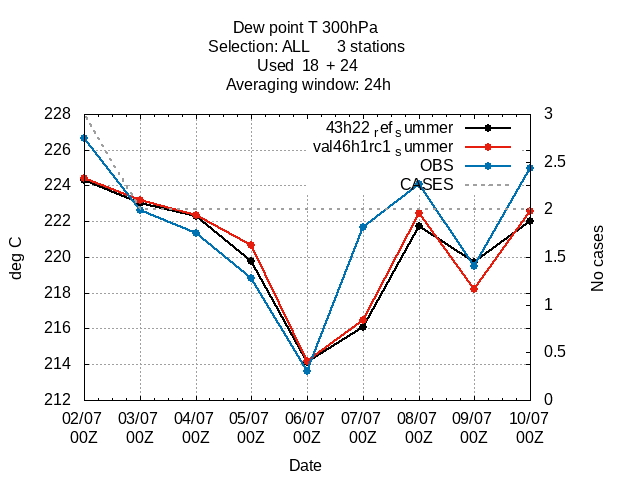 Dew point T 300hPa
Selection: ALL 3 stations
Used 18 + 24
Averaging window: 24h
228 3
43h22 refs ummer
val46h1rc1 summer
226 2.5
OBS
224 CASES
222 2
220 1.5
218 1
216 0.5
214
212 0
deg C
No cases
02/07 03/07 04/07 05/07 06/07 07/07 08/07 09/07 10/07
00Z 00Z 00Z 00Z 00Z 00Z 00Z 00Z 00Z
Date